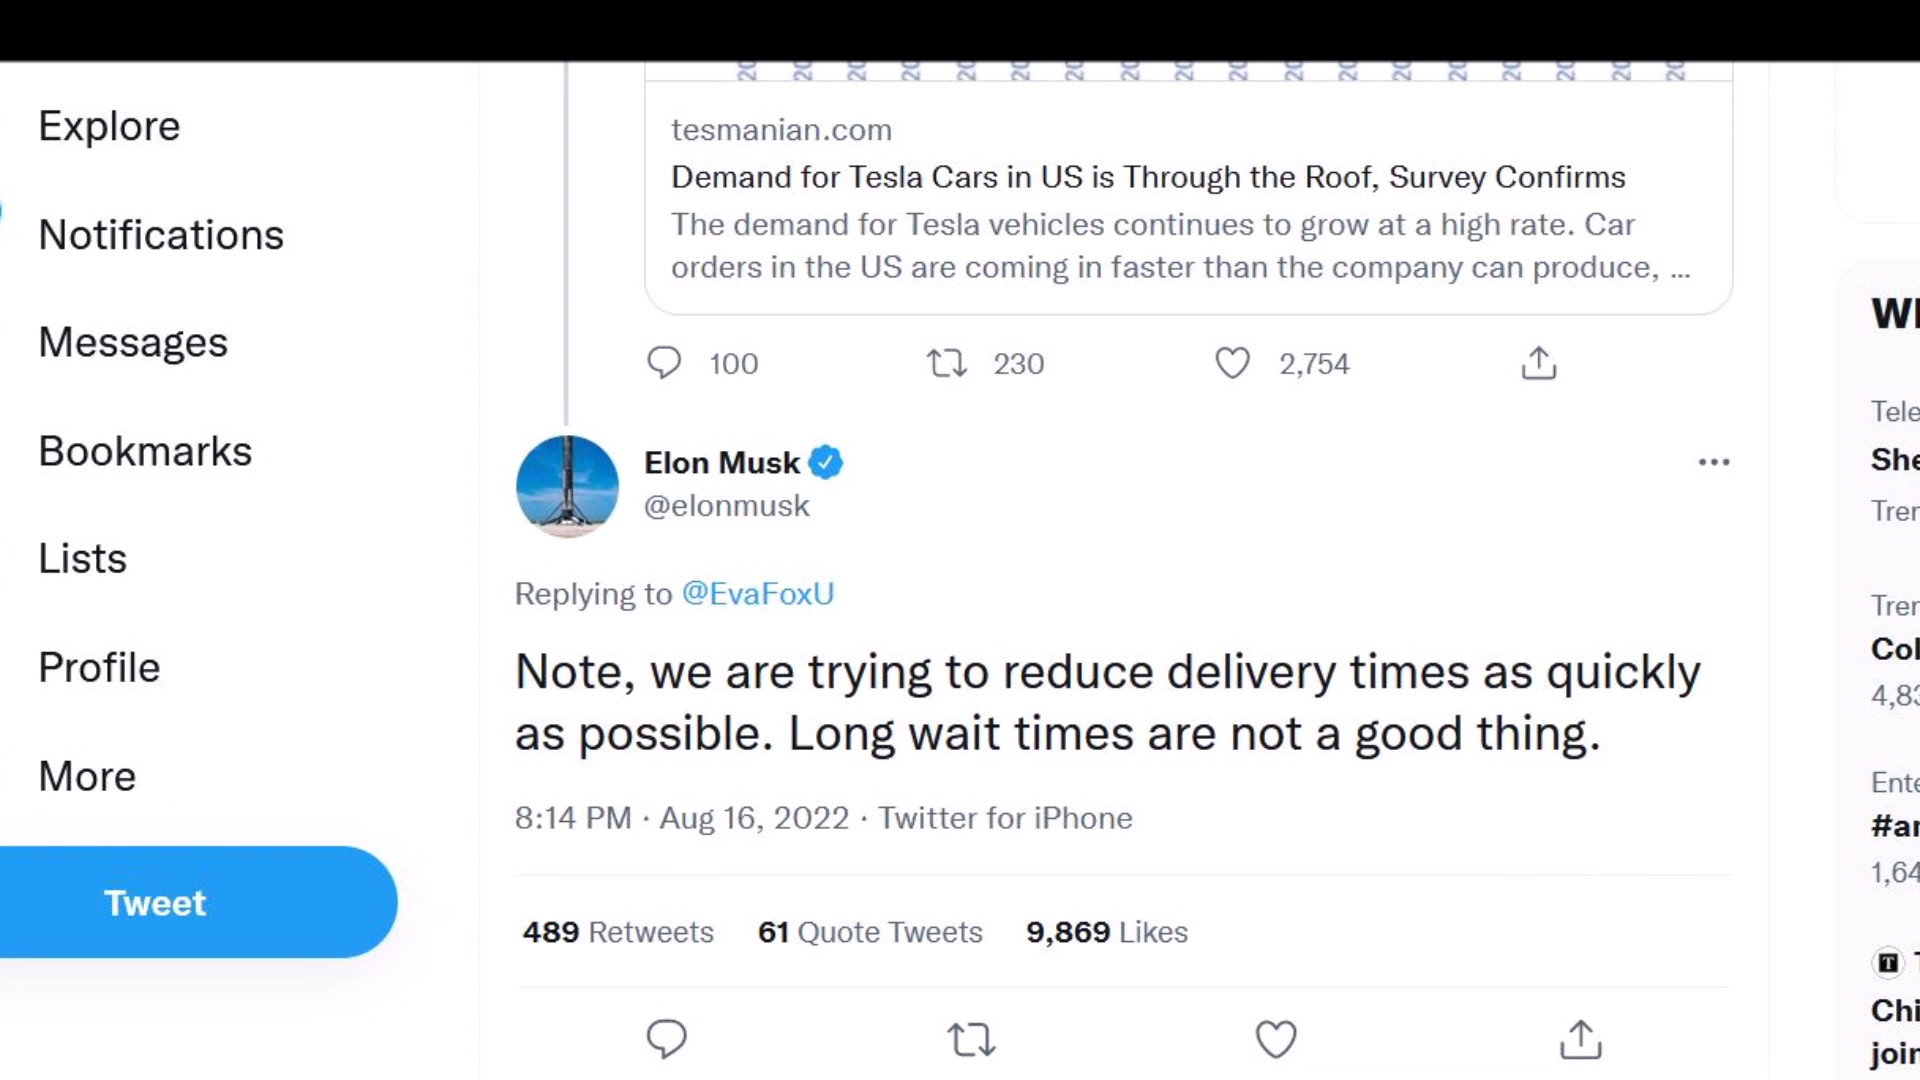 Explore
Notifications
Messages
Bookmarks
Lists
Profile
More
Tweet
tesmanian.com
Demand for Tesla Cars in US is Through the Roof, Survey Confirms
The demand for Tesla vehicles continues to grow at a high rate. Car
orders in the US are coming in faster than the company can produce, ...
100 230 2,754
Elon Musk
@elonmusk
Replying to @EvaFoxU
Note, we are trying to reduce delivery times as quickly
as possible. Long wait times are not a good thing.
8:14 PM · Aug 16, 2022 · Twitter for iPhone
489 Retweets 61 Quote Tweets 9,869 Likes